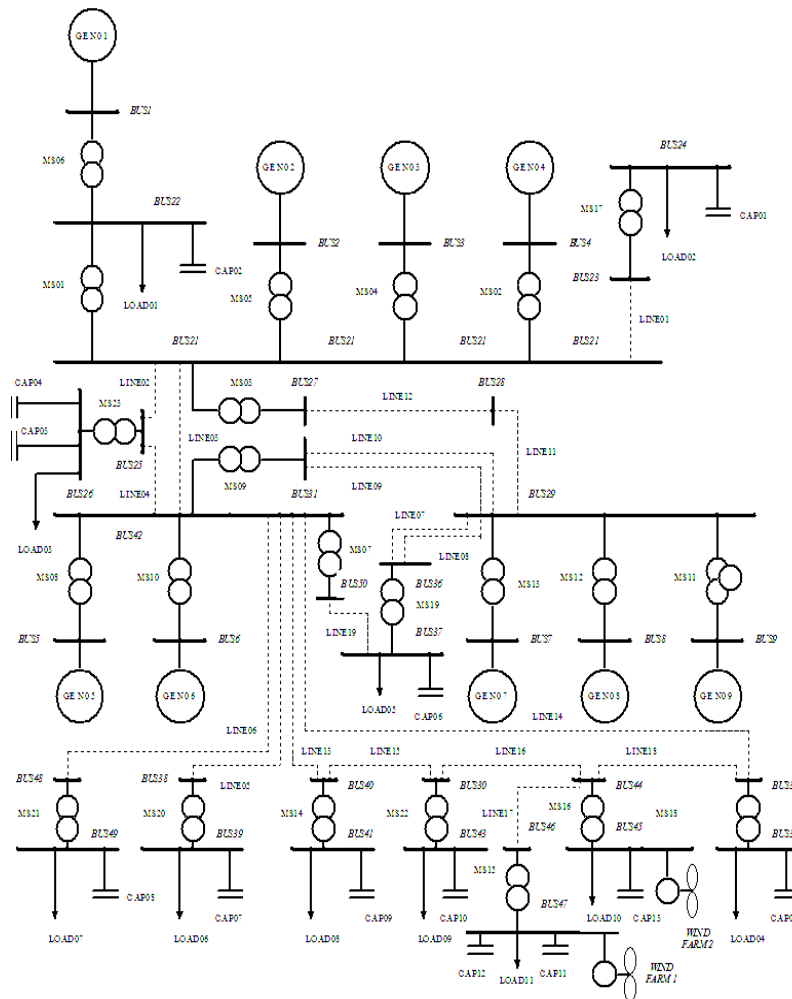 GEN01
BUS1
MS06
BUS22
MS01
LOAD01
CAP02
GEN02
GEN03
GEN04
BUS2
BUS3
BUS4
MS05
MS04
MS02
BUS24
MS17
CAP01
LOAD02
BUS23
LINE01
BUS21
BUS21
BUS21
BUS21
CAP04
LINE02
MS03
BUS27
BUS28
MS23
LINE12
CAP03
LINE03
LINE10
BUS25
LINE11
MS09
LINE09
BUS26
LINE04
BUS31
BUS29
LINE07
BUS42
LOAD03
MS07
LINE08
MS08
MS10
BUS50
BUS36
MS19
MS13
MS12
MS11
LINE19
BUS37
BUS5
BUS6
BUS7
BUS8
BUS9
GEN05
GEN06
LOAD05
CAP06
GEN07
GEN08
GEN09
LINE06
LINE14
LINE13
LINE15
LINE16
LINE18
BUS48
BUS38
LINE05
BUS40
BUS30
BUS44
MS21
BUS49
MS20
BUS39
MS14
BUS41
MS22
BUS43
LINE17
BUS46
MS16
BUS45
MS18
MS15
CAP08
CAP07
CAP09
CAP10
BUS47
LOAD10
CAP13
WIND
FARM 2
LOAD07
LOAD06
LOAD08
LOAD09
LOAD04
CAP12
LOAD11
CAP11
WIND
FARM 1